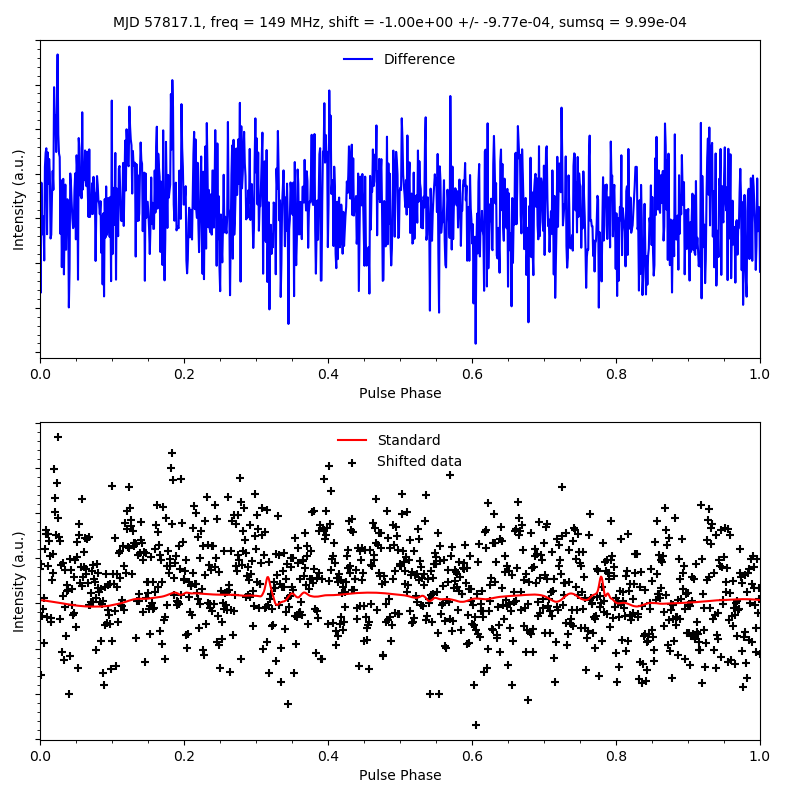 MJD 57817.1, freq = 149 MHz, shift = -1.00e+00 +/- -9.77e-04, sumsq = 9.99e-04
Difference
Intensity (a.u.)
0.0 0.2 0.4 0.6 0.8 1.0
Pulse Phase
Standard
Shifted data
Intensity (a.u.)
0.0 0.2 0.4 0.6 0.8 1.0
Pulse Phase